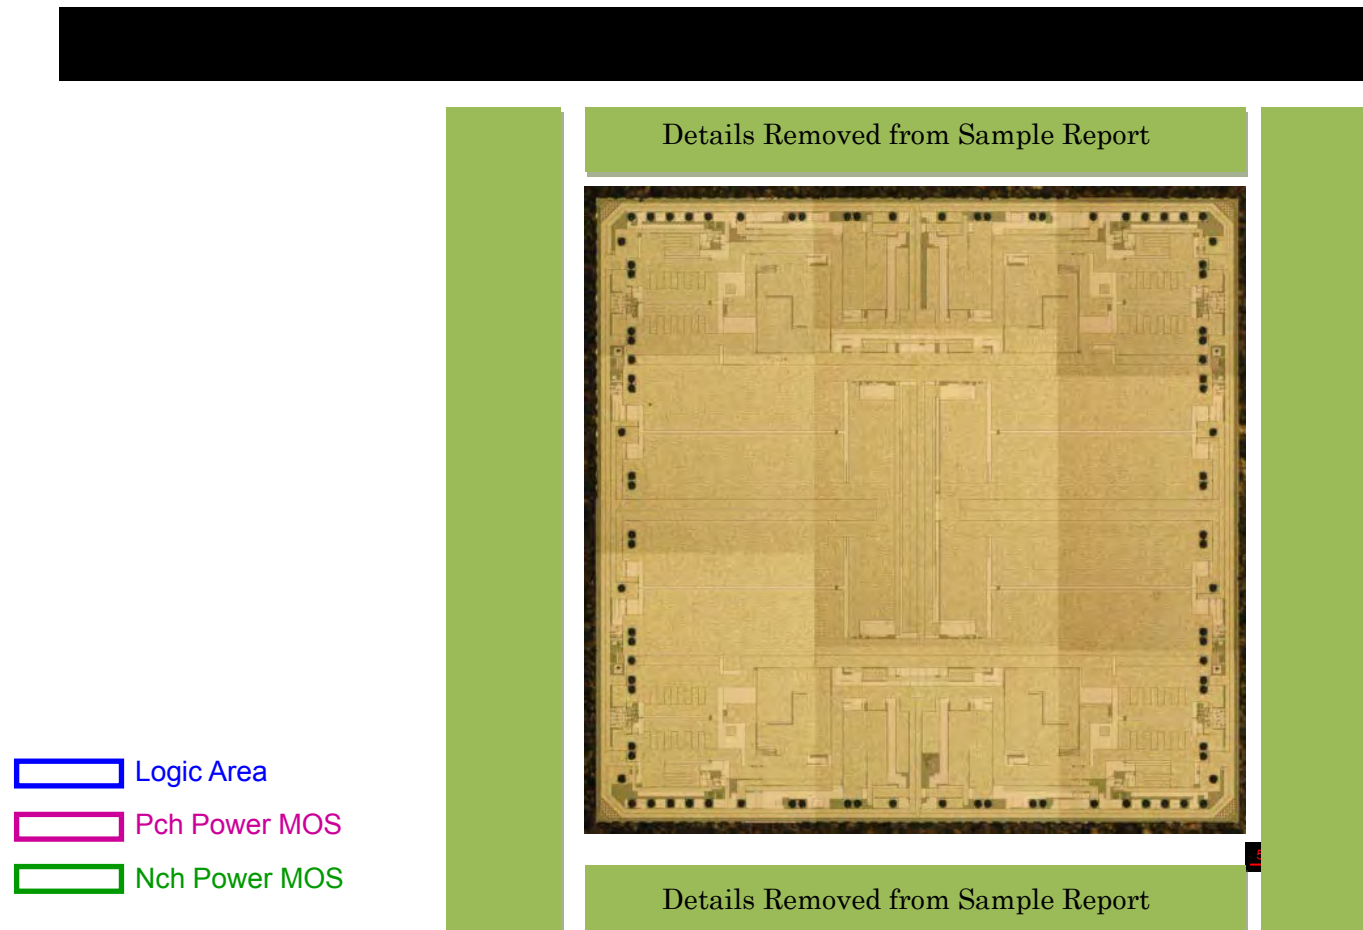 Details Removed from Sample Report
Logic Area
Pch Power MOS
Nch Power MOS
Details Removed from Sample Report